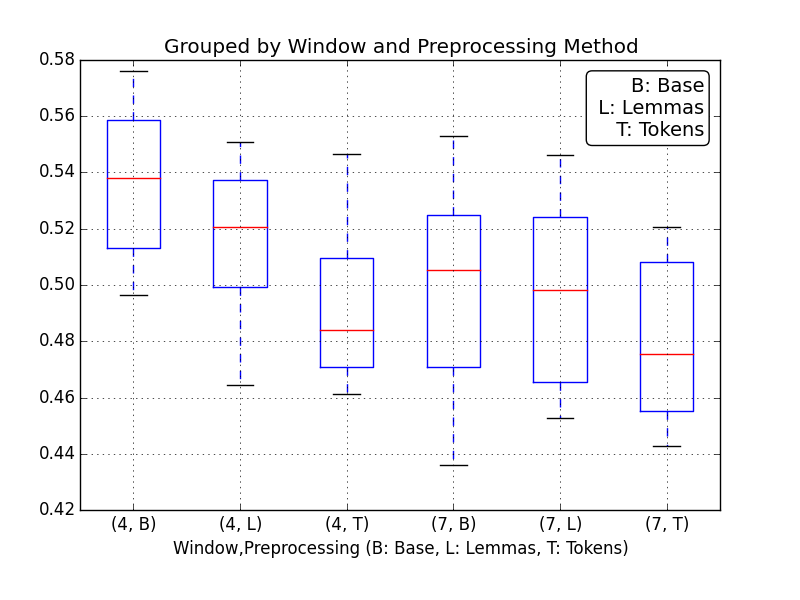 Grouped by Window and Preprocessing Method
B: Base
L: Lemmas
T: Tokens
0.58
0.56
0.54
0.52
0.50
0.48
0.46
0.44
0.42
(4, B) (4, L) (4, T) (7, B) (7, L) (7, T)
Window,Preprocessing (B: Base, L: Lemmas, T: Tokens)